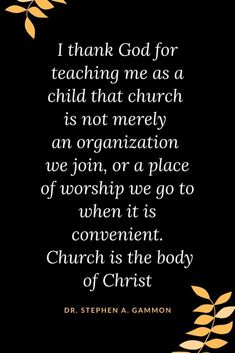 I thank God for
teaching me as a
child that church
is not merely
an organization
we join, or a place
of worship we go to
when it is
convenient.
Church is the body
of Christ
DR. STEPHEN A. GAMMON